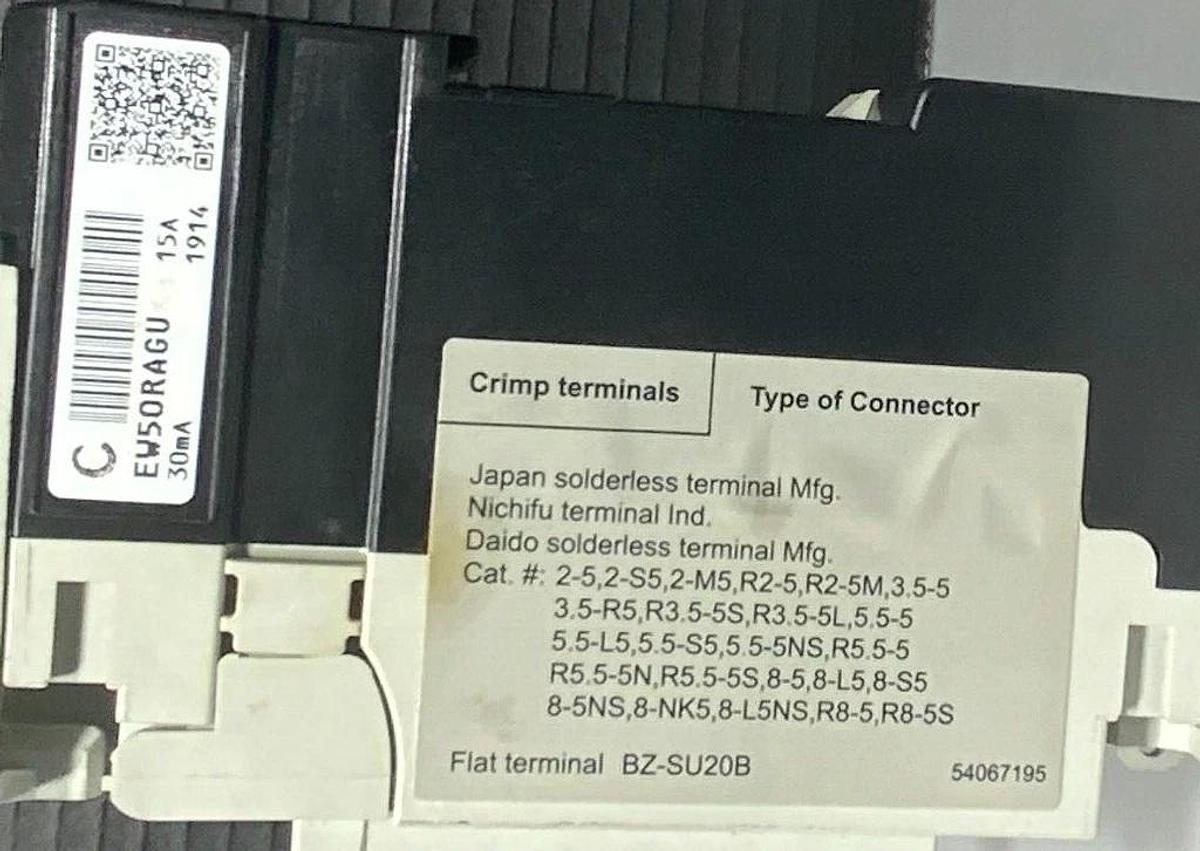 C
EW50RAGU 15A
30mA 1914
Crimp terminals
Type of Connector
Japan solderless terminal Mfg.
Nichifu terminal Ind.
Daido solderless terminal Mfg.
Cat. #: 2-5,2-S5,2-M5,R2-5,R2-5M,3.5-5
3.5-R5,R3.5-5S,R3.5-5L,5.5-5
5.5-L5,5.5-S5,5.5-5NS,R5.5-5
R5.5-5N,R5.5-5S,8-5,8-L5,8-S5
8-5NS,8-NK5,8-L5NS,R8-5,R8-5S
Flat terminal BZ-SU20B
54067195